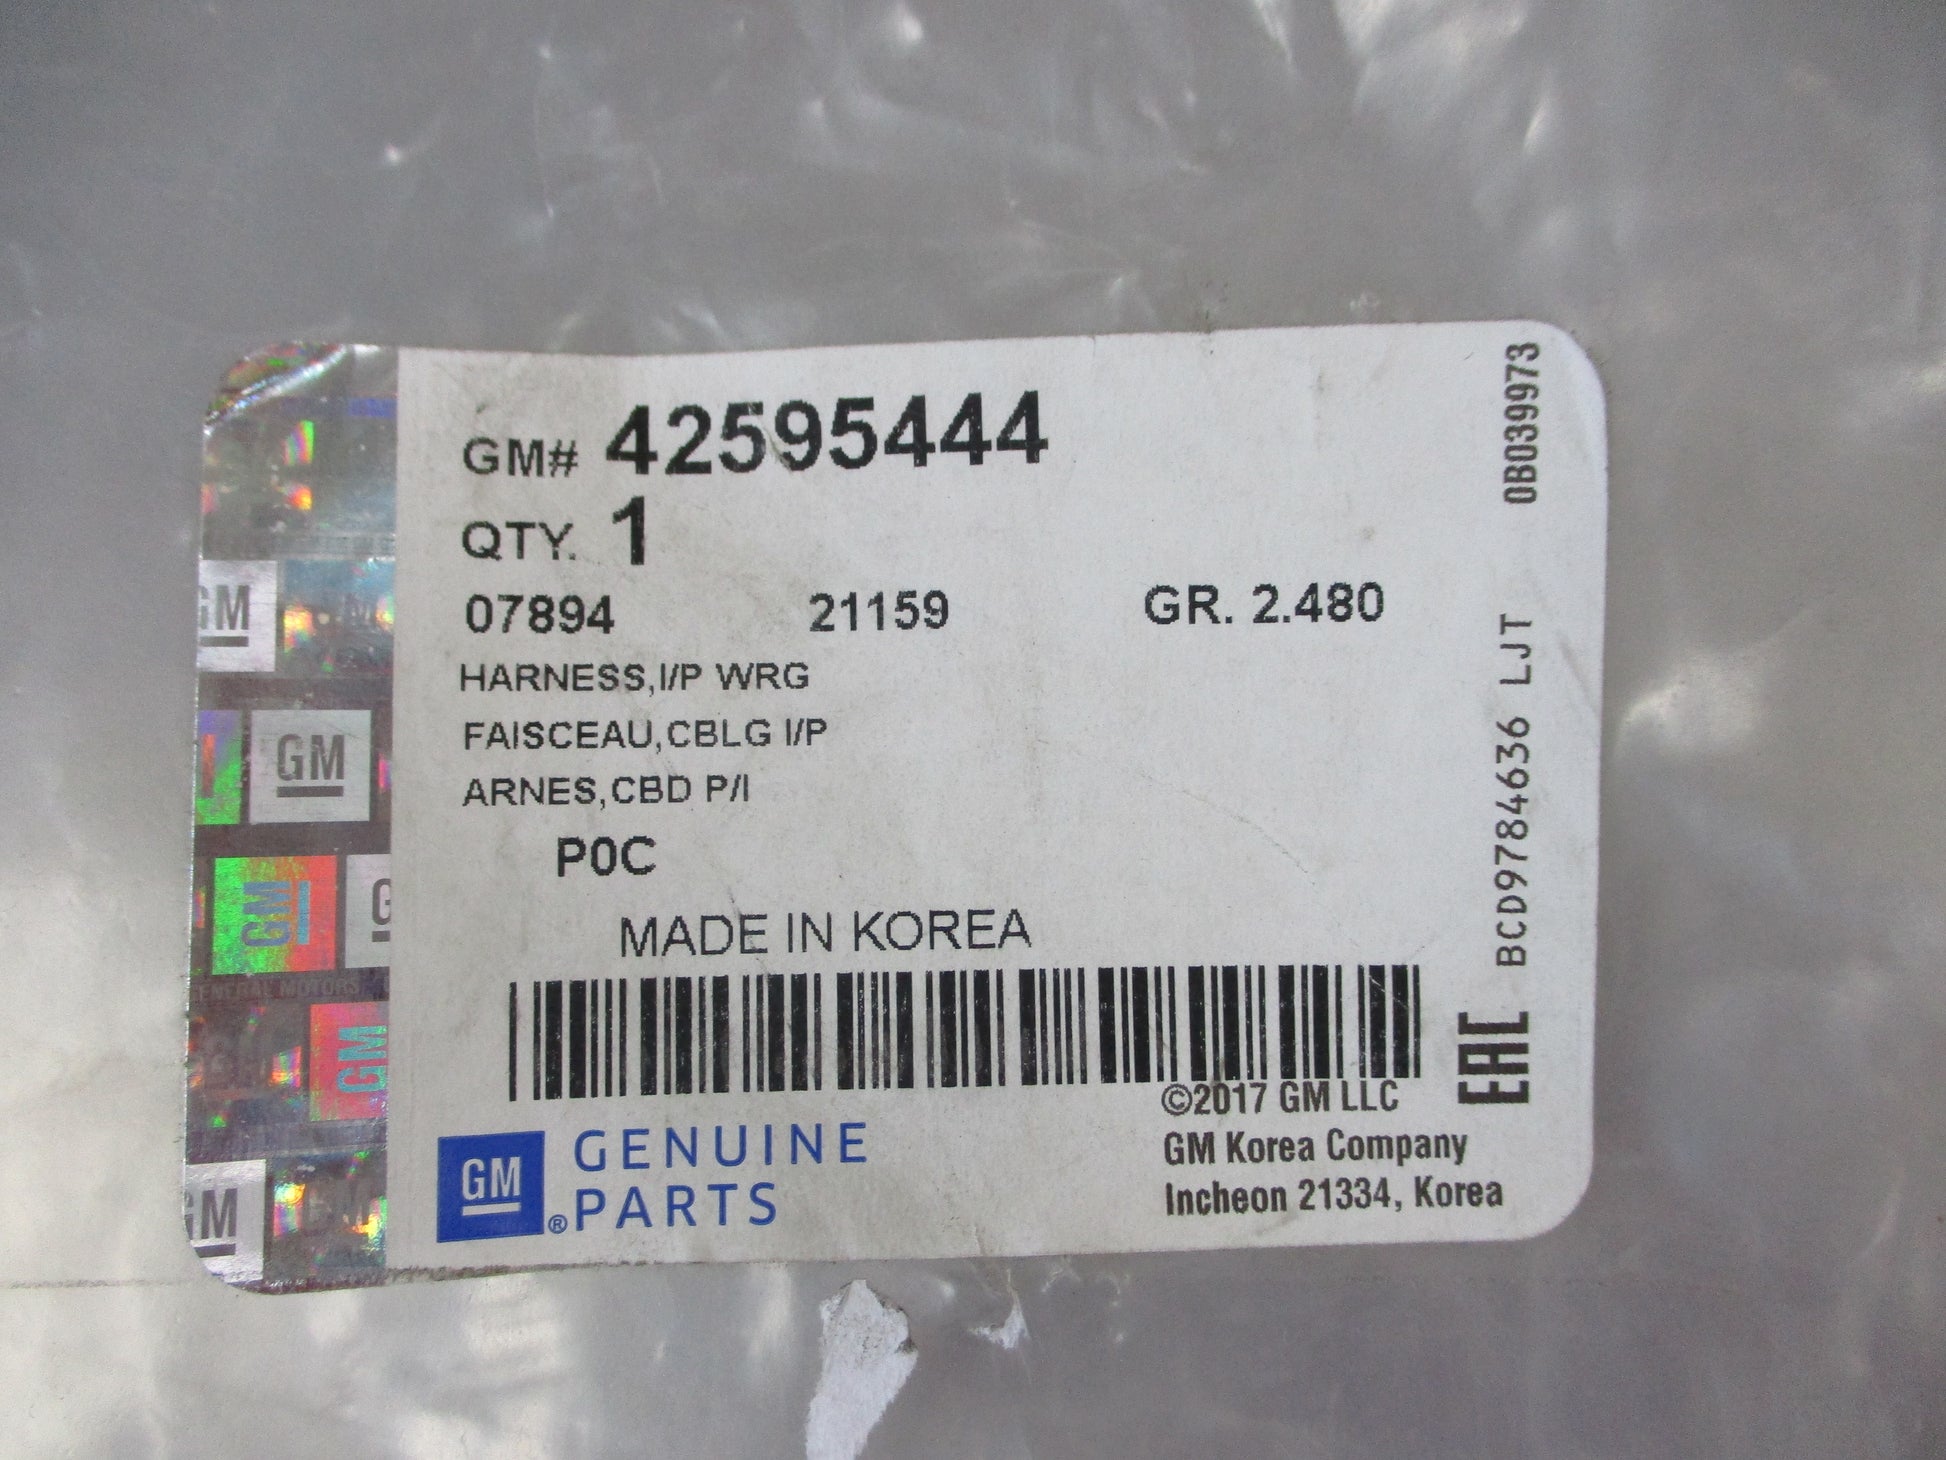 GM# 42595444
QTY. 1
07894 21159 GR. 2.480
HARNESS,I/P WRG
FAISCEAU,CBLG I/P
ARNES,CBD P/I
P0C
MADE IN KOREA
©2017 GM LLC
GM Korea Company
Incheon 21334, Korea
GM® GENUINE
PARTS
0B039973
BCD9784636 LJT
EAC
GM
GM
GM
GM
GENERAL MOTORS
GM
GM